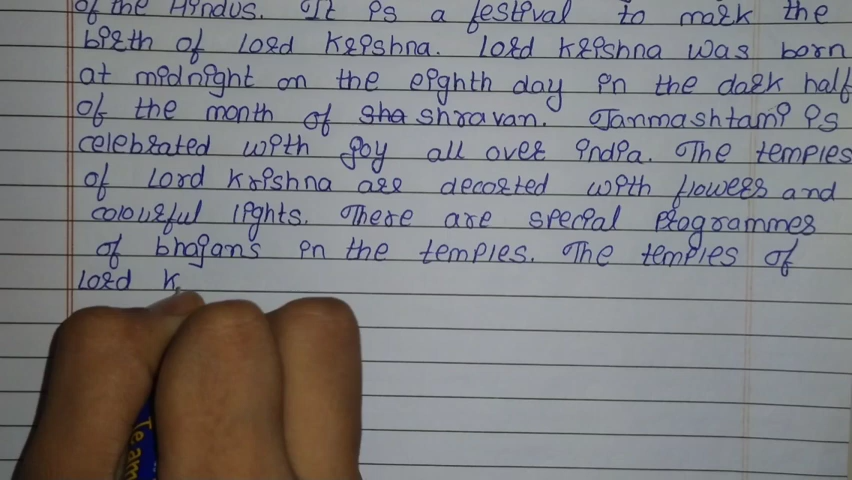 of the Hindus. It is a festival to mark the
birth of Lord Krishna. Lord Krishna was born
at midnight on the eighth day in the dark half
of the month of sha shravan. Janmashtami is
celebrated with joy all over india. The temples
of Lord Krishna are decorted with flowers and
colourful lights. There are special programmes
of bhajans in the temples. The temples of
Lord K
Team